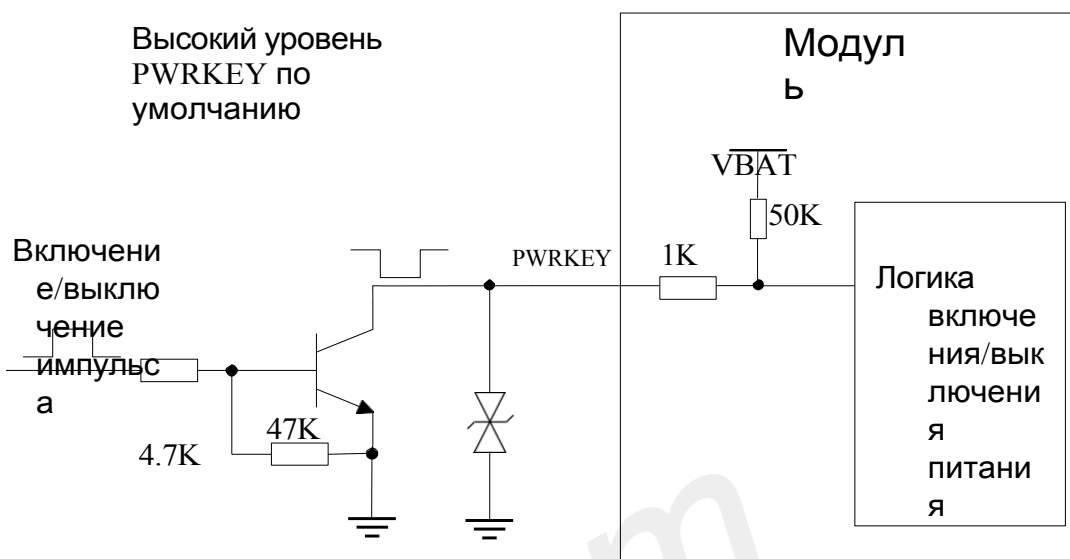 Высокий уровень
PWRKEY по
умолчанию
Модул
ь
VBAT
50K
1K
PWRKEY
Включени
е/выклю
чение
импульс
а
4.7K
47K
Логика
включе
ния/вык
лючени
я
питани
я
m